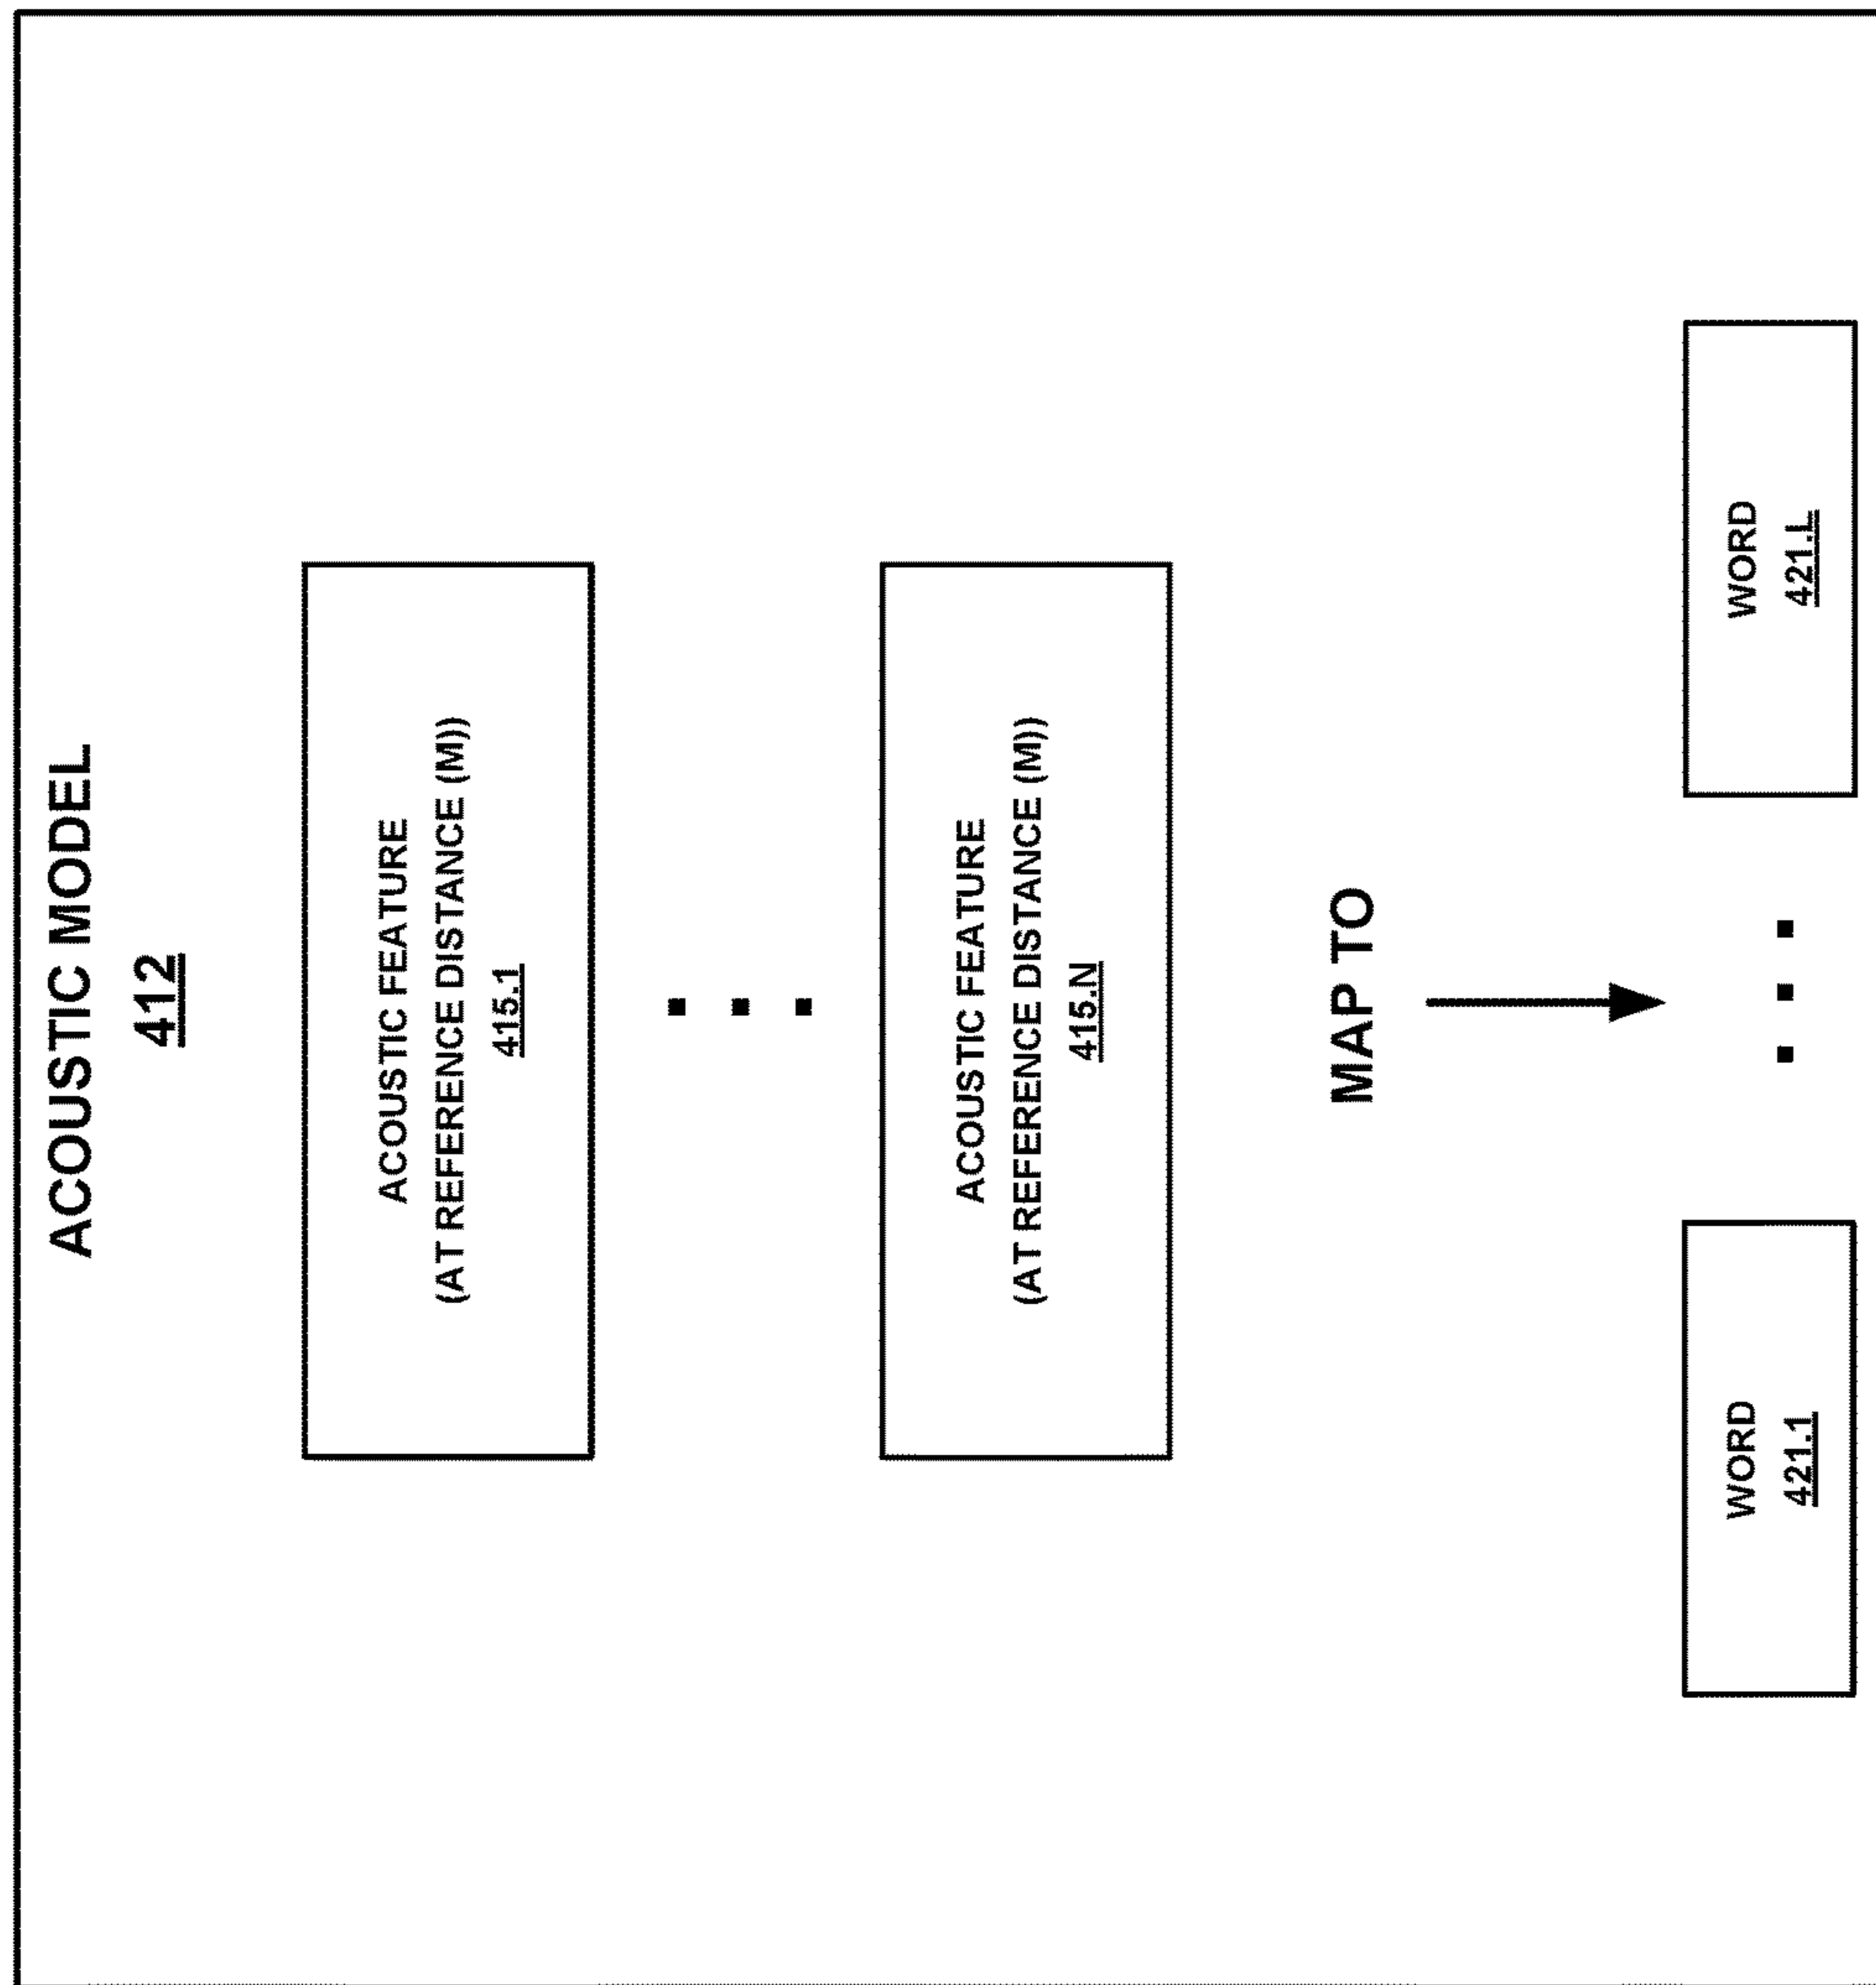 ACOUSTIC MODEL
412
ACOUSTIC FEATURE
(AT REFERENCE DISTANCE (M))
415.1
ACOUSTIC FEATURE
(AT REFERENCE DISTANCE (M))
415.N
MAP TO
WORD
421.1
WORD
421.L